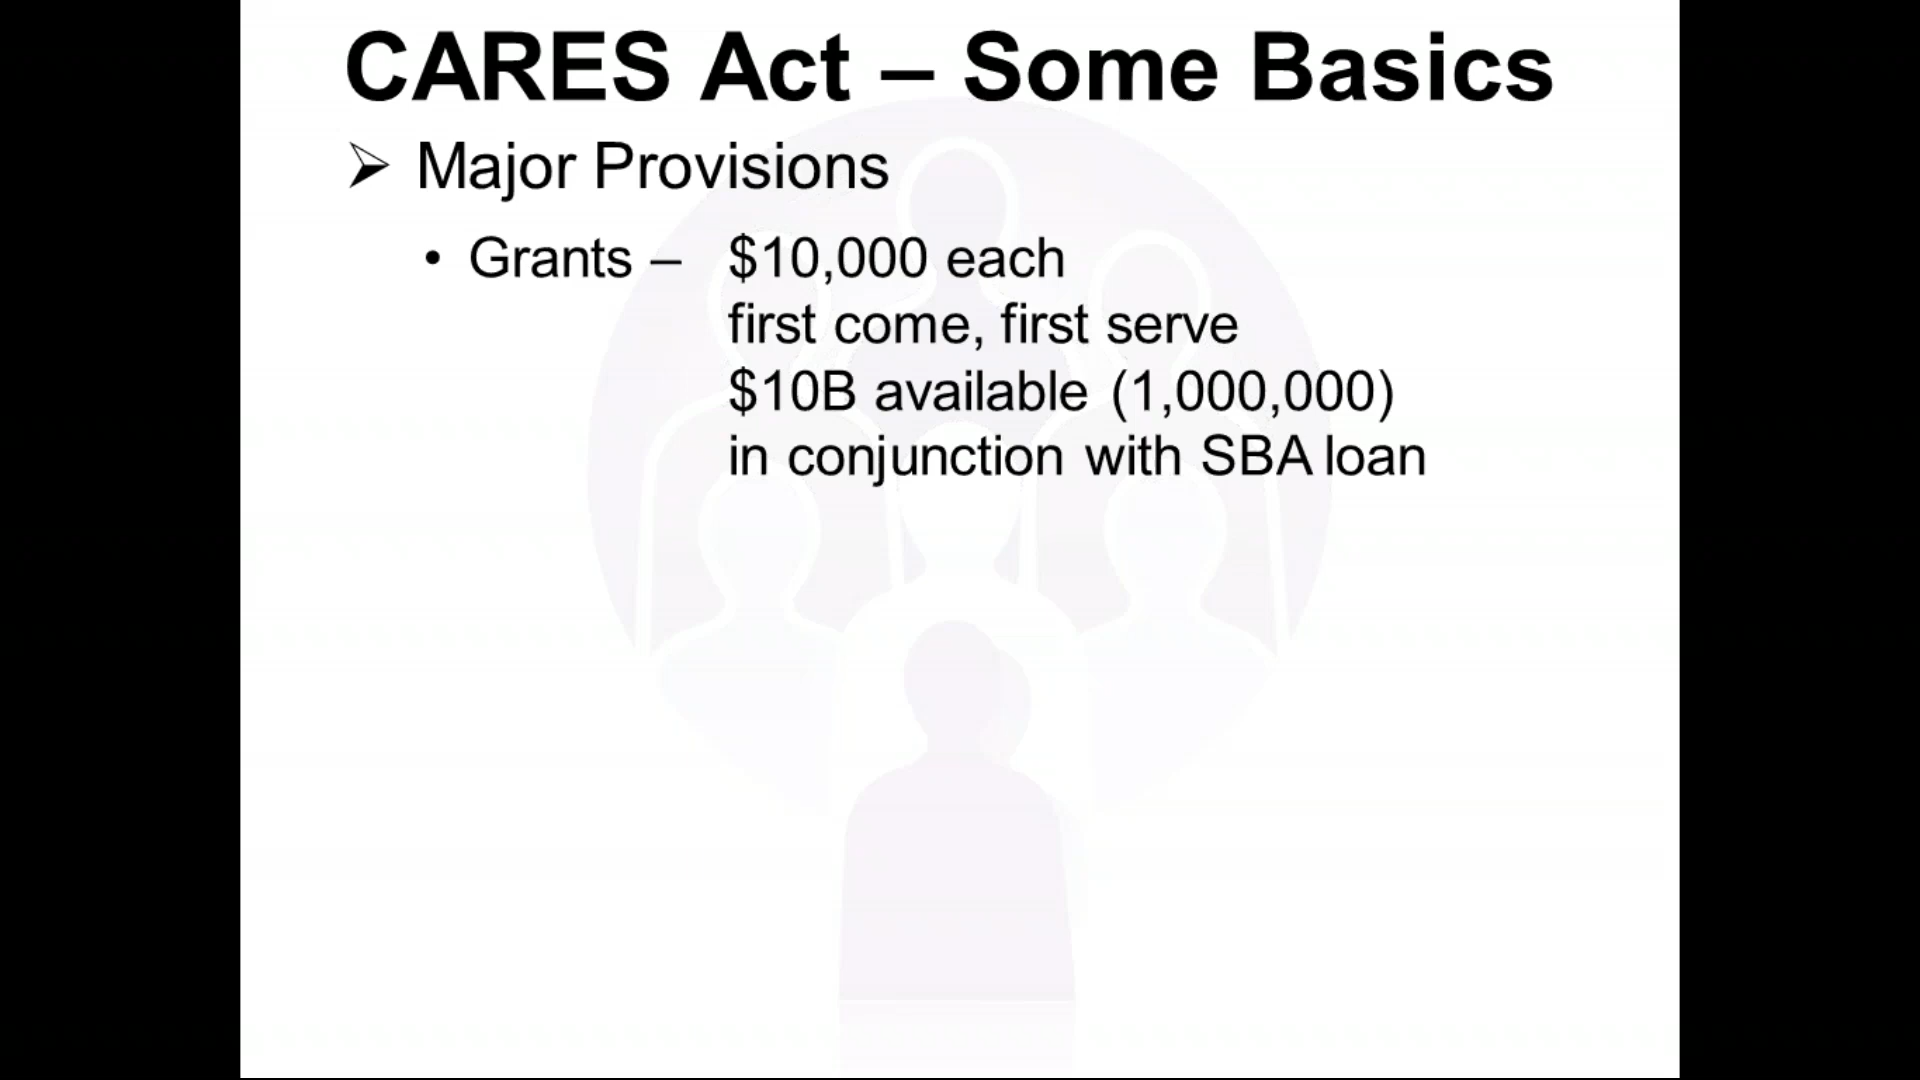 CARES Act – Some Basics
➢ Major Provisions
• Grants – $10,000 each
first come, first serve
$10B available (1,000,000)
in conjunction with SBA loan